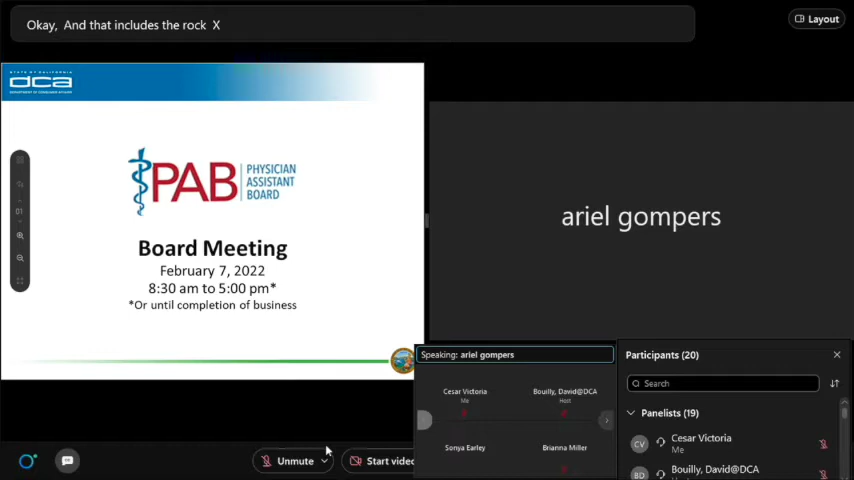 Okay, And that includes the rock X
Layout
STATE OF CALIFORNIA
dca
DEPARTMENT OF CONSUMER AFFAIRS
PAB
PHYSICIAN
ASSISTANT
BOARD
Board Meeting
February 7, 2022
8:30 am to 5:00 pm*
*Or until completion of business
01
ariel gompers
Speaking: ariel gompers
Cesar Victoria
Me
Bouilly, David@DCA
Host
Sonya Earley
Brianna Miller
Participants (20)
Search
Panelists (19)
CV
Cesar Victoria
Me
BD
Bouilly, David@DCA
Unmute
Start video